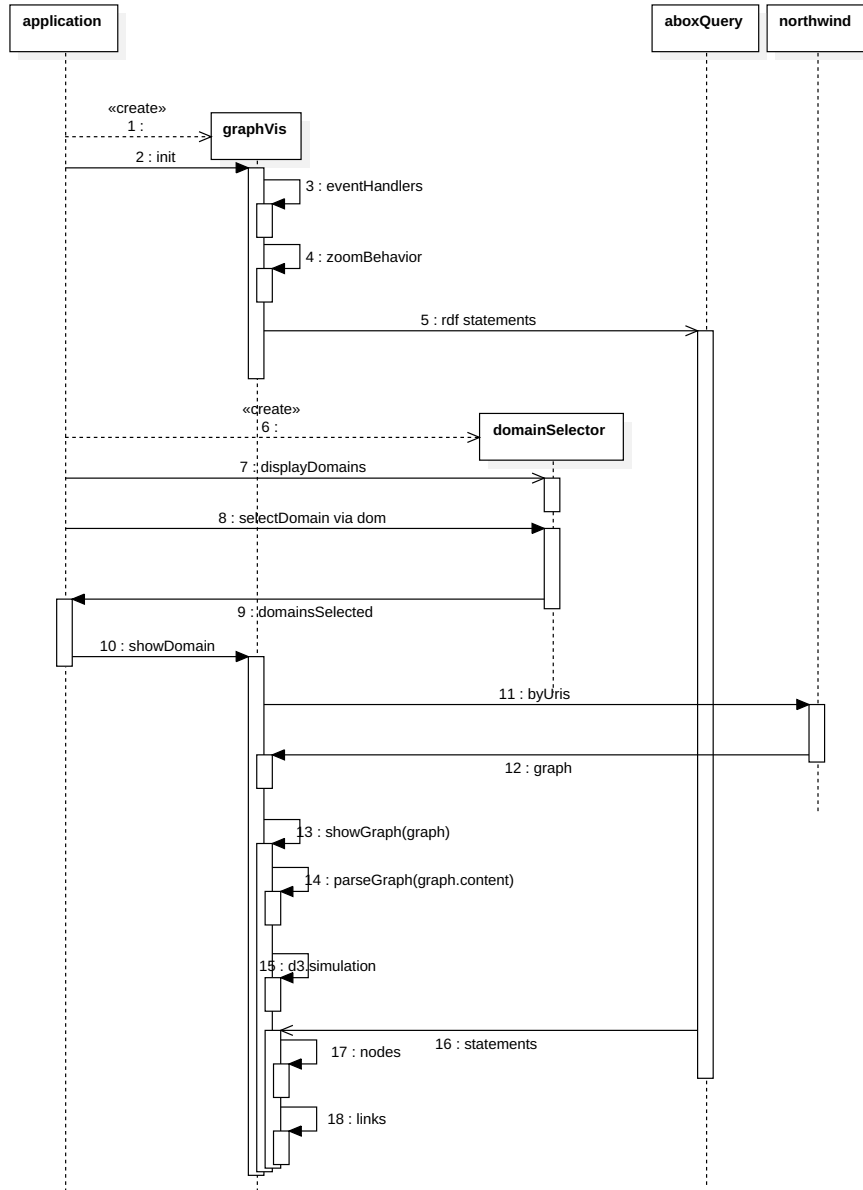 application
aboxQuery
northwind
«create»
1 :
graphVis
2 : init
3 : eventHandlers
4 : zoomBehavior
5 : rdf statements
«create»
6 :
domainSelector
7 : displayDomains
8 : selectDomain via dom
9 : domainsSelected
10 : showDomain
11 : byUris
12 : graph
13 : showGraph(graph)
14 : parseGraph(graph.content)
15 : d3.simulation
16 : statements
17 : nodes
18 : links